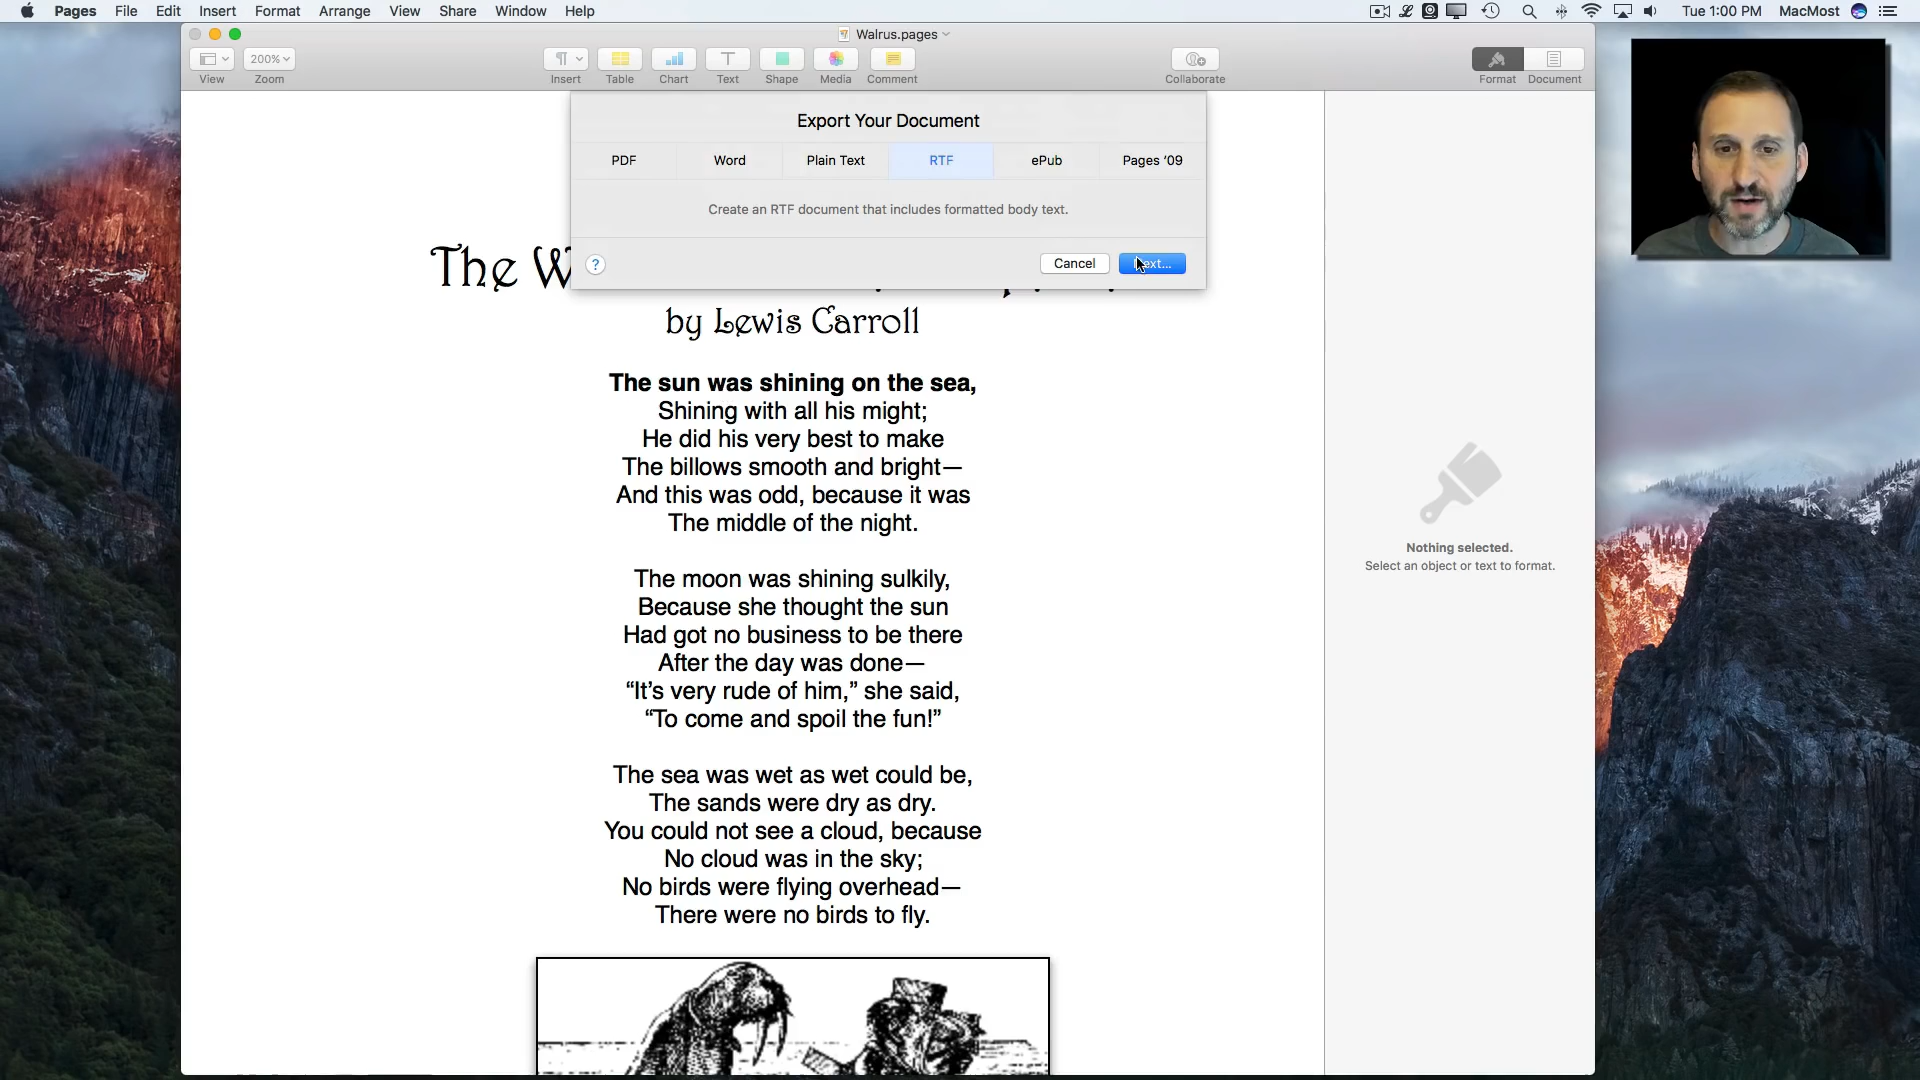 Pages File Edit Insert Format Arrange View Share Window Help
Tue 1:00 PM MacMost
Walrus.pages
200%
View Zoom Insert Table Chart Text Shape Media Comment Collaborate Format Document
Export Your Document
PDF Word Plain Text RTF ePub Pages ‘09
Create an RTF document that includes formatted body text.
? Cancel
The
by Lewis Carroll
The sun was shining on the sea,
Shining with all his might;
He did his very best to make
The billows smooth and bright—
And this was odd, because it was
The middle of the night.
The moon was shining sulkily,
Because she thought the sun
Had got no business to be there
After the day was done—
“It’s very rude of him,” she said,
“To come and spoil the fun!”
The sea was wet as wet could be,
The sands were dry as dry.
You could not see a cloud, because
No cloud was in the sky;
No birds were flying overhead—
There were no birds to fly.
Nothing selected.
Select an object or text to format.